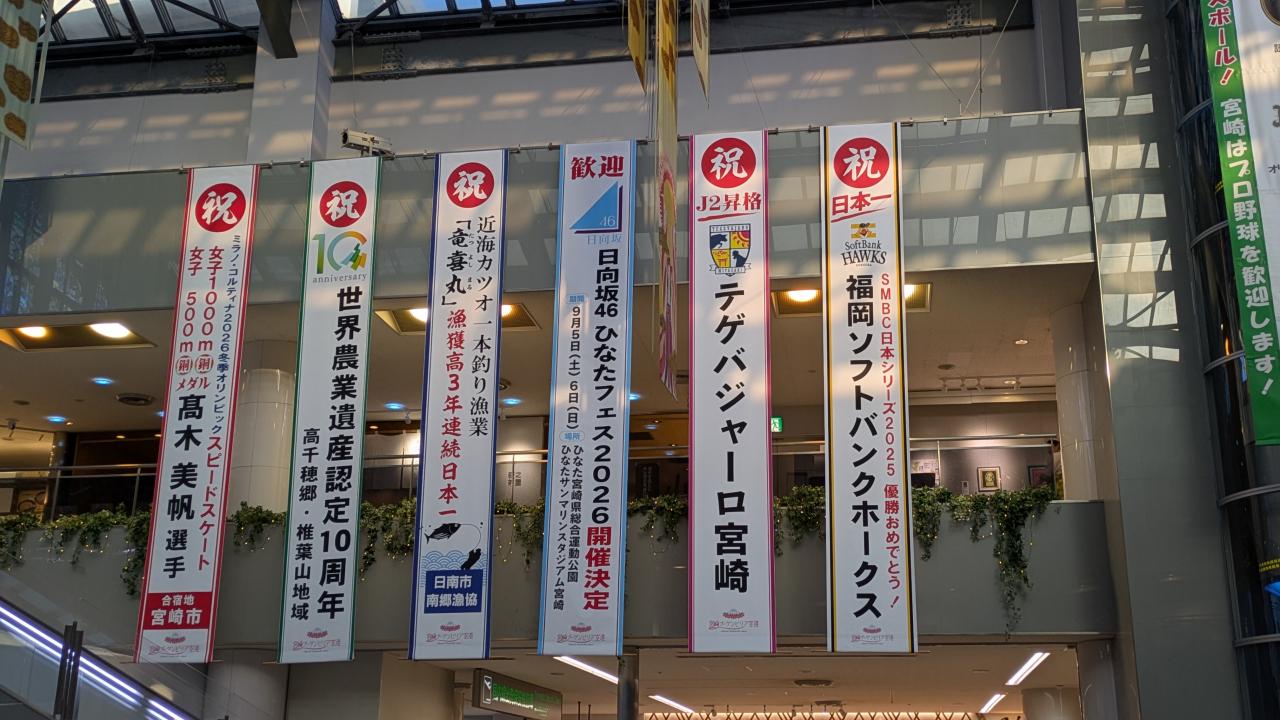 祝
ミラノ・コルティナ2026冬季オリンピックスピードスケート
女子1000m銅メダル
女子500m銅メダル
髙木美帆選手
合宿地
宮崎市
祝
10
anniversary
世界農業遺産認定10周年
高千穂郷・椎葉山地域
祝
近海カツオ一本釣り漁業
「竜喜丸」漁獲高3年連続日本一
たつよしまる
日南市
南郷漁協
歓迎
46
日向坂
日向坂46 ひなたフェス2026開催決定
期間 9月5日(土) 6日(日)
場所 ひなた宮崎県総合運動公園
ひなたサンマリンスタジアム宮崎
祝
J2昇格
テゲバジャーロ宮崎
祝
日本一
SoftBank
HAWKS
SMBC日本シリーズ2025 優勝おめでとう!
福岡ソフトバンクホークス
スボール!
宮崎はプロ野球を歓迎します!